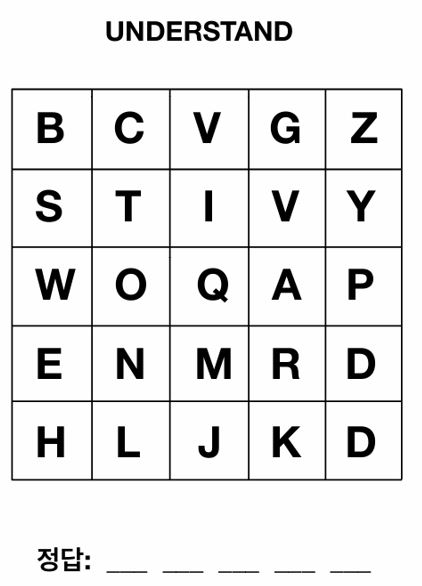 UNDERSTAND
B C V G Z
S T I V Y
W O Q A P
E N M R D
H L J K D
정답: ___ ___ ___ ___ ___